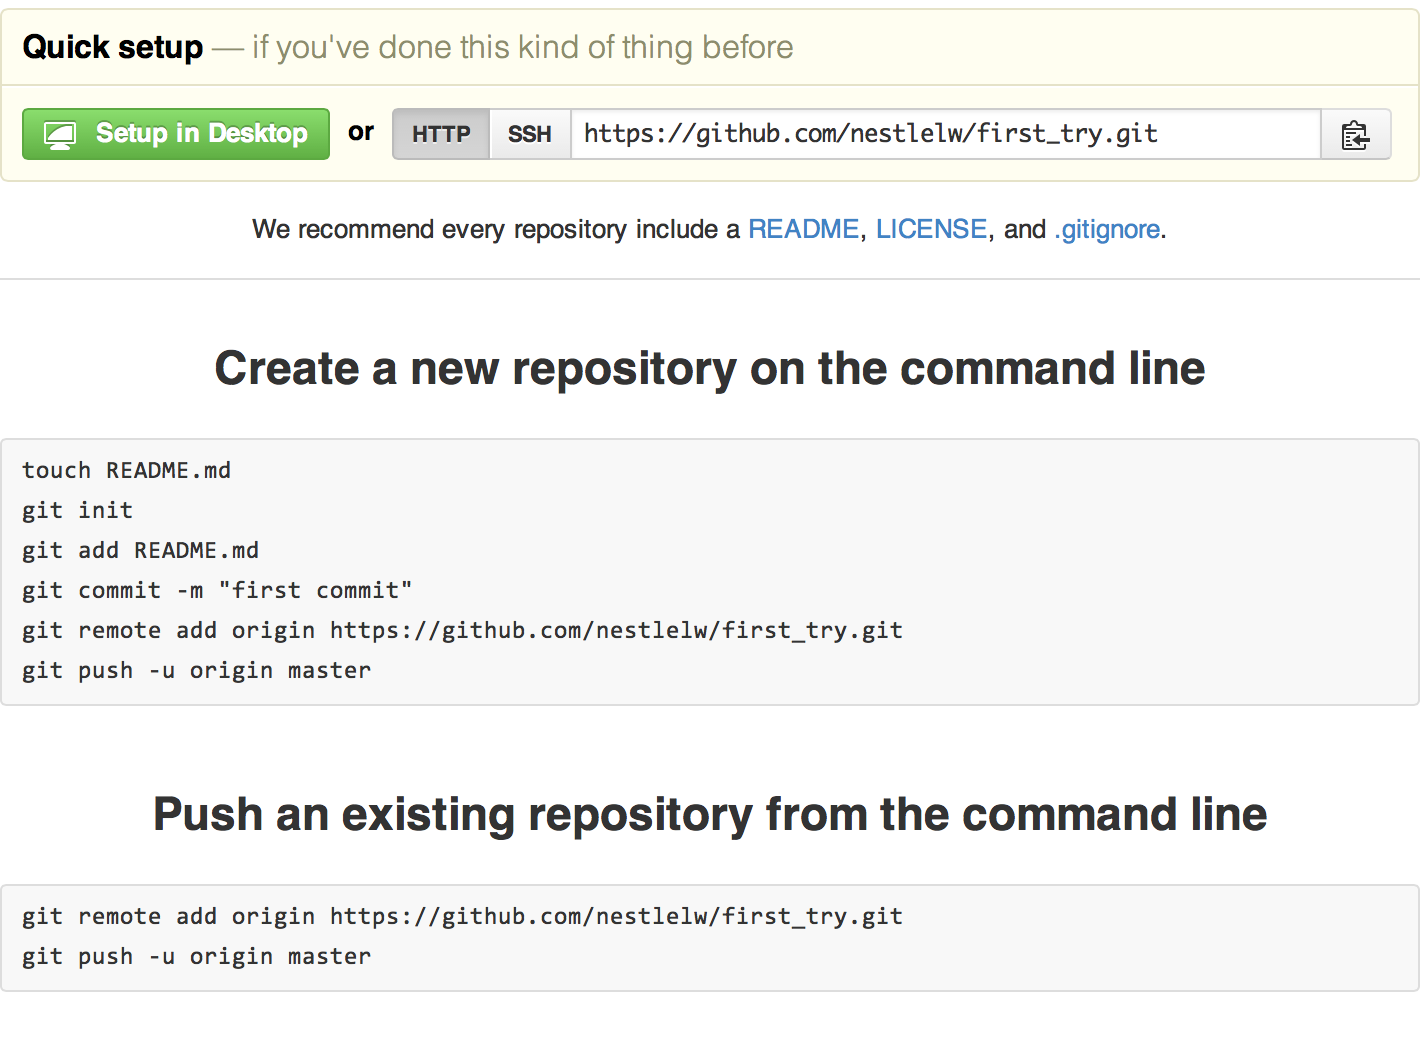 Quick setup — if you've done this kind of thing before
Setup in Desktop or HTTP SSH https://github.com/nestlelw/first_try.git
We recommend every repository include a README, LICENSE, and .gitignore.
Create a new repository on the command line
touch README.md
git init
git add README.md
git commit -m "first commit"
git remote add origin https://github.com/nestlelw/first_try.git
git push -u origin master
Push an existing repository from the command line
git remote add origin https://github.com/nestlelw/first_try.git
git push -u origin master